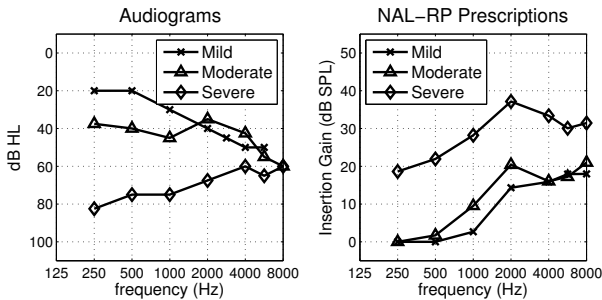 Audiograms
Mild
Moderate
Severe
dB HL
0
20
40
60
80
100
125 250 500 1000 2000 4000 8000
frequency (Hz)
NAL−RP Prescriptions
Mild
Moderate
Severe
Insertion Gain (dB SPL)
50
40
30
20
10
0
125 250 500 1000 2000 4000 8000
frequency (Hz)